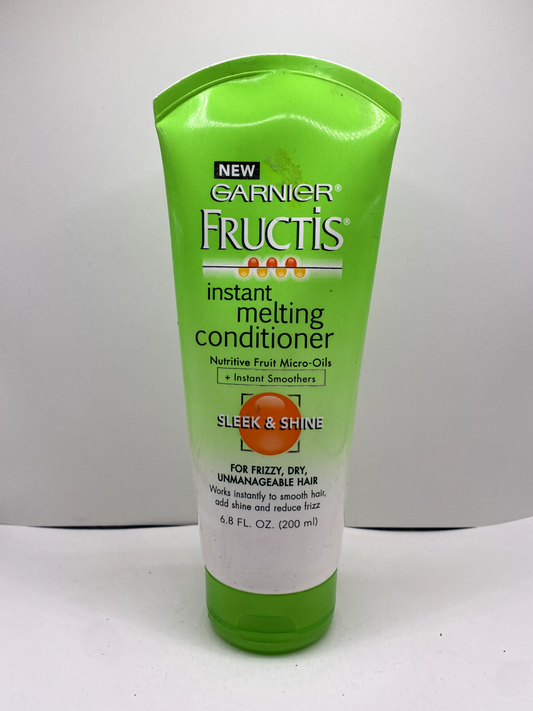 NEW
GARNIER®
FRUCTIS®
instant
melting
conditioner
Nutritive Fruit Micro-Oils
+ Instant Smoothers
SLEEK & SHINE
FOR FRIZZY, DRY,
UNMANAGEABLE HAIR
Works instantly to smooth hair,
add shine and reduce frizz
6.8 FL. OZ. (200 ml)